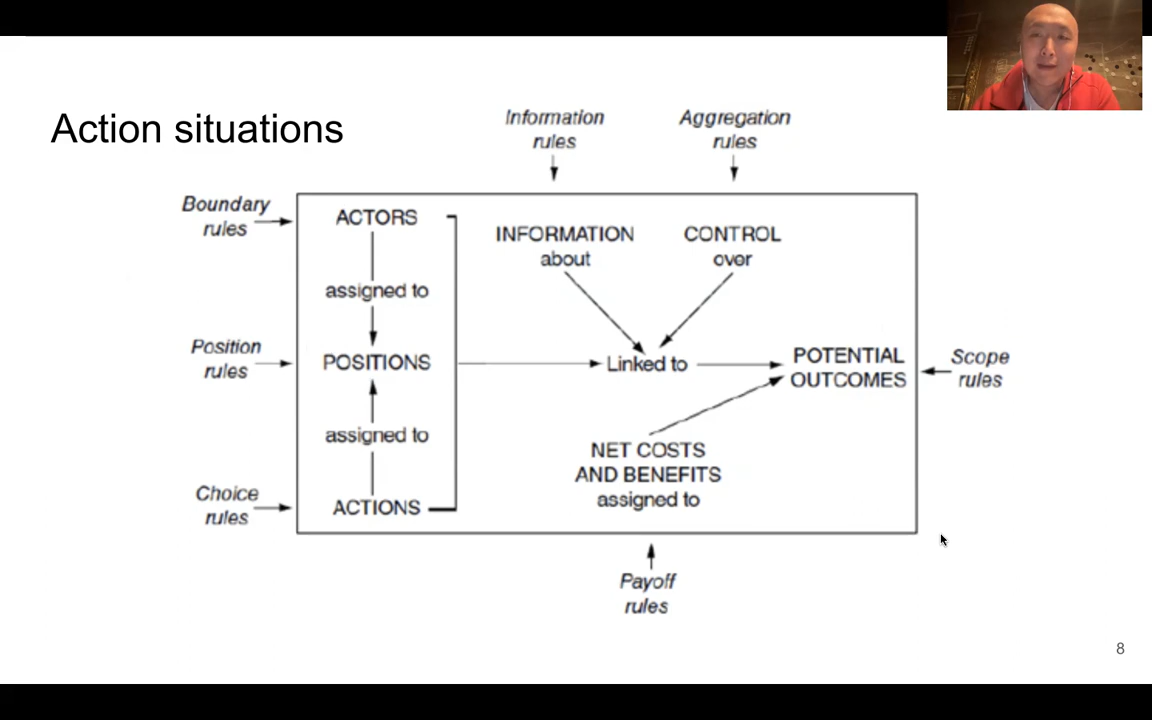 Action situations
Information
rules
Aggregation
rules
Boundary
rules
ACTORS
INFORMATION
about
CONTROL
over
assigned to
Position
rules
POSITIONS
Linked to
POTENTIAL
OUTCOMES
Scope
rules
assigned to
NET COSTS
AND BENEFITS
assigned to
Choice
rules
ACTIONS
Payoff
rules
8